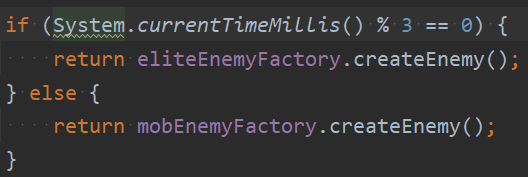 if (System.currentTimeMillis() % 3 == 0) {
    return eliteEnemyFactory.createEnemy();
} else {
    return mobEnemyFactory.createEnemy();
}